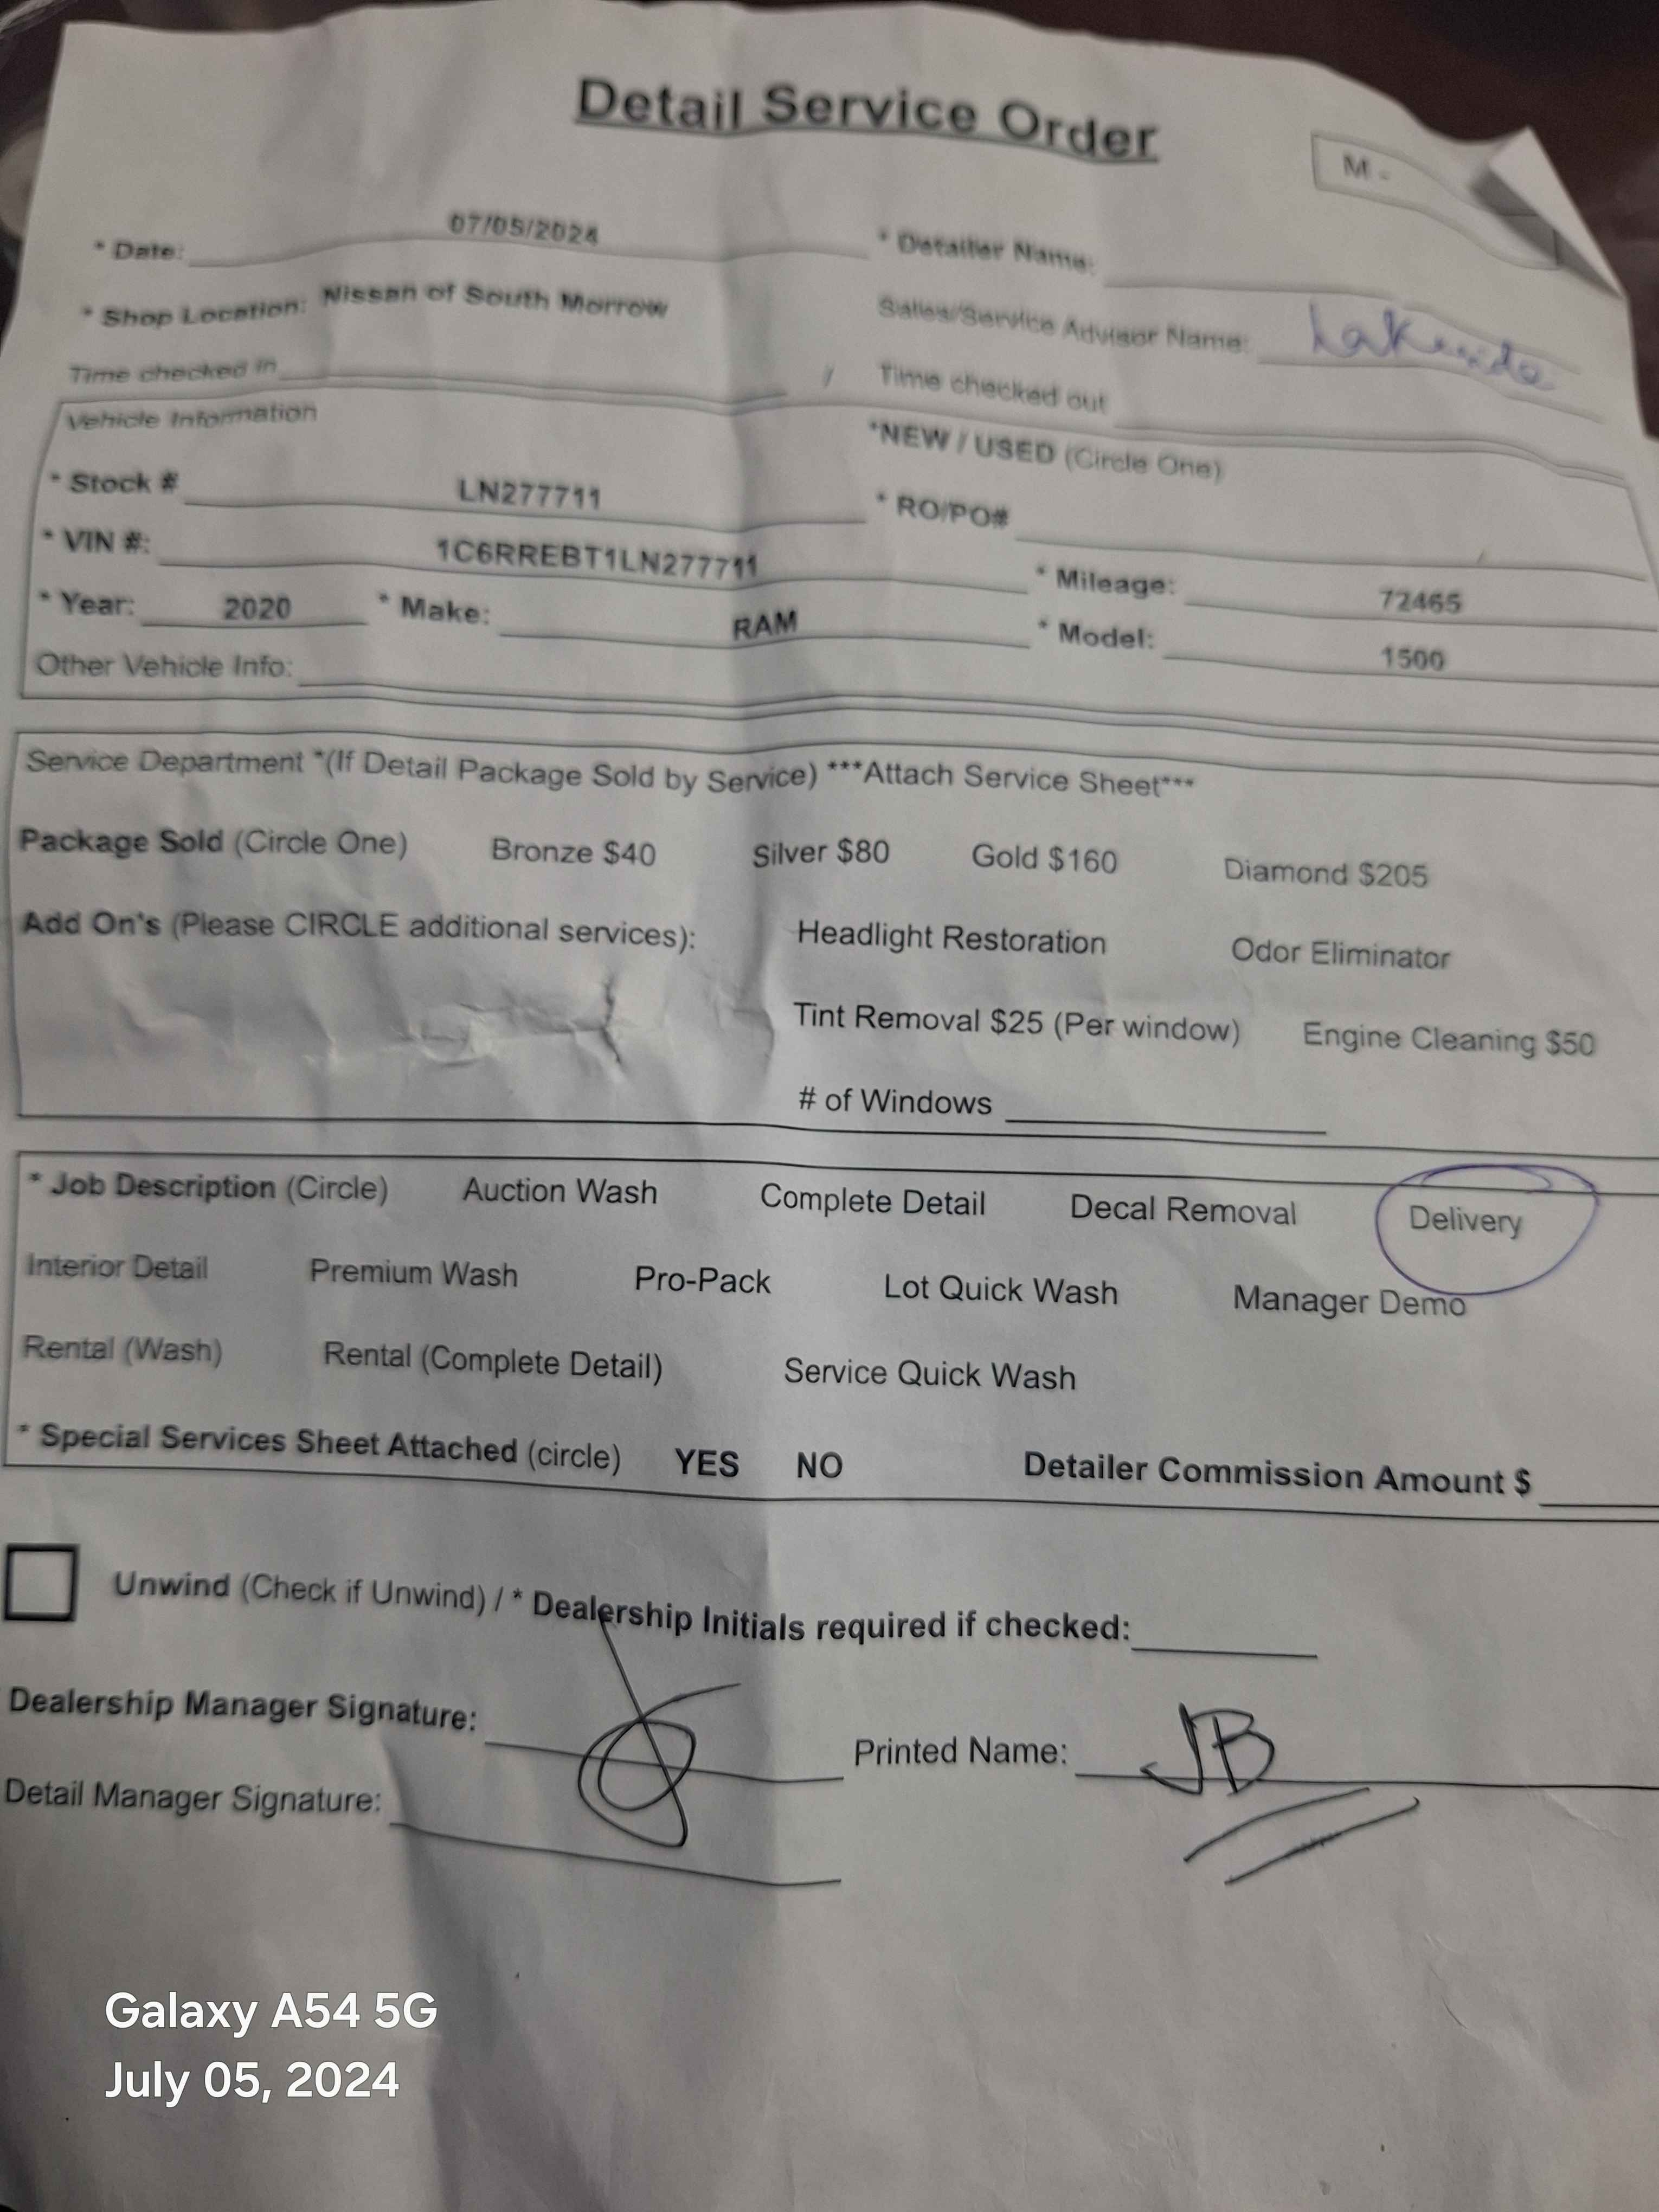 Detail Service Order
M -
* Date: 07/05/2024 * Detailer Name:
* Shop Location: Nissan of South Morrow Sales/Service Advisor Name:
Time checked in / Time checked out
Vehicle Information *NEW / USED (Circle One)
* Stock # LN277711 * RO/PO#
* VIN #: 1C6RREBT1LN277711 * Mileage: 72465
* Year: 2020 * Make: RAM * Model: 1500
Other Vehicle Info:
Service Department *(If Detail Package Sold by Service) ***Attach Service Sheet***
Package Sold (Circle One) Bronze $40 Silver $80 Gold $160 Diamond $205
Add On's (Please CIRCLE additional services): Headlight Restoration Odor Eliminator
Tint Removal $25 (Per window) Engine Cleaning $50
# of Windows
* Job Description (Circle) Auction Wash Complete Detail Decal Removal Delivery
Interior Detail Premium Wash Pro-Pack Lot Quick Wash Manager Demo
Rental (Wash) Rental (Complete Detail) Service Quick Wash
* Special Services Sheet Attached (circle) YES NO Detailer Commission Amount $
Unwind (Check if Unwind) / * Dealership Initials required if checked:
Dealership Manager Signature: Printed Name: JB
Detail Manager Signature:
Galaxy A54 5G
July 05, 2024